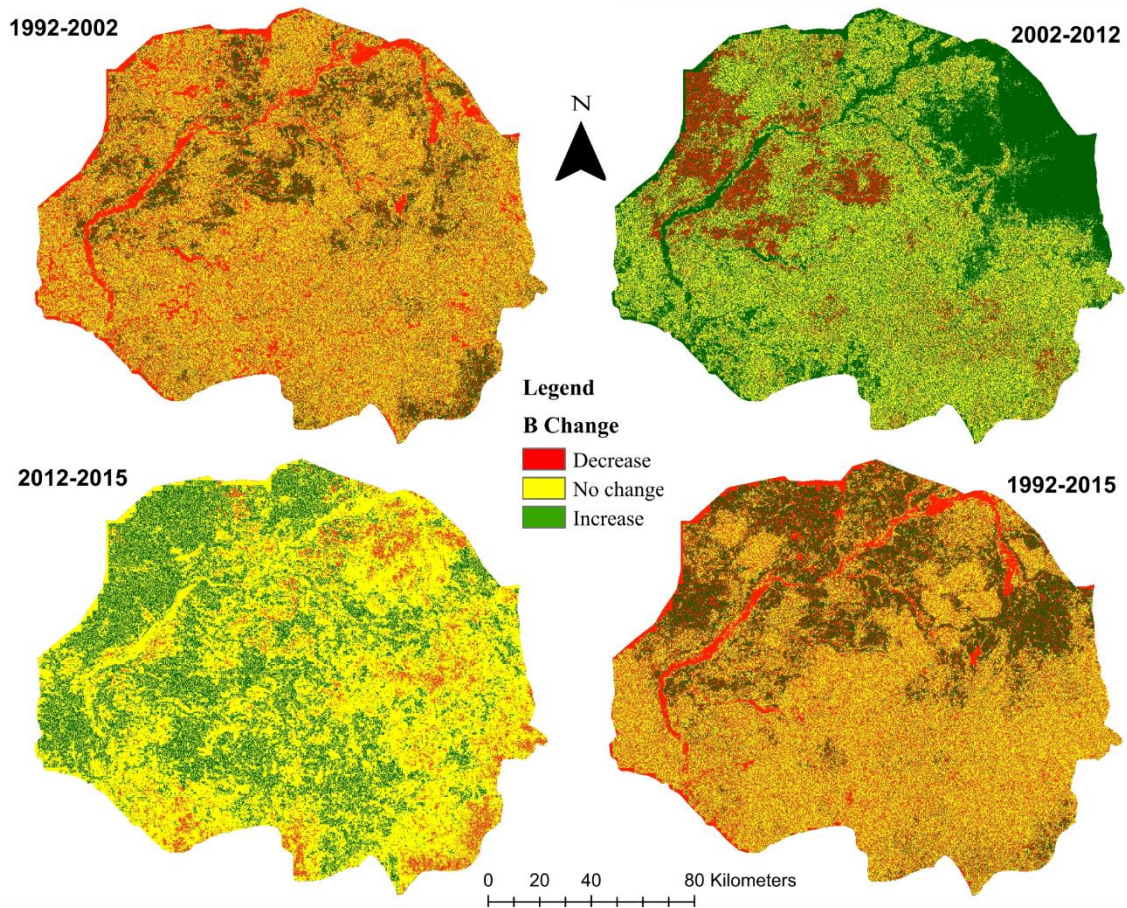 1992-2002
2002-2012
N
Legend
B Change
Decrease
No change
Increase
2012-2015
1992-2015
0 20 40 80 Kilometers